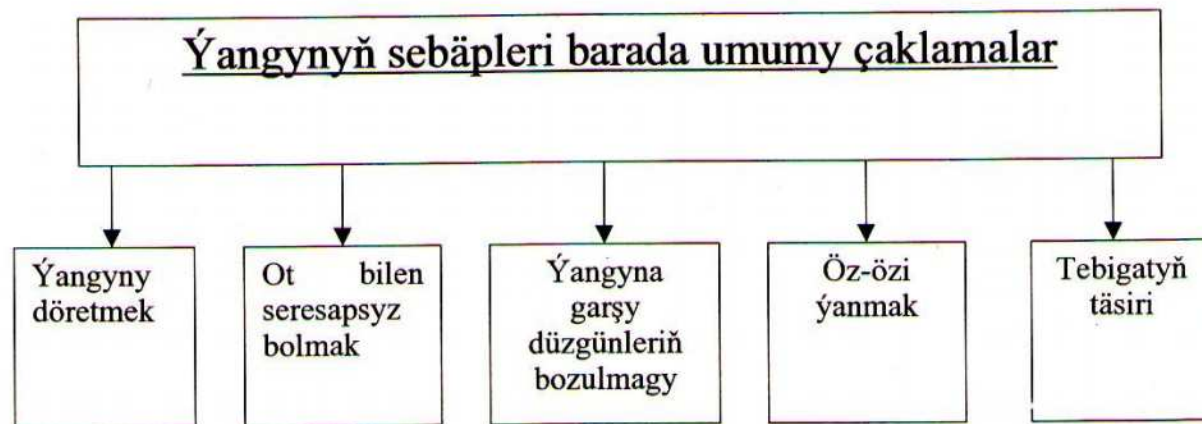 Ýangynyň sebäpleri barada umumy çaklamalar
Ýangyny
döretmek
Ot bilen
seresapsyz
bolmak
Ýangyna
garşy
düzgünleriň
bozulmagy
Öz-özi
ýanmak
Tebigatyň
täsiri